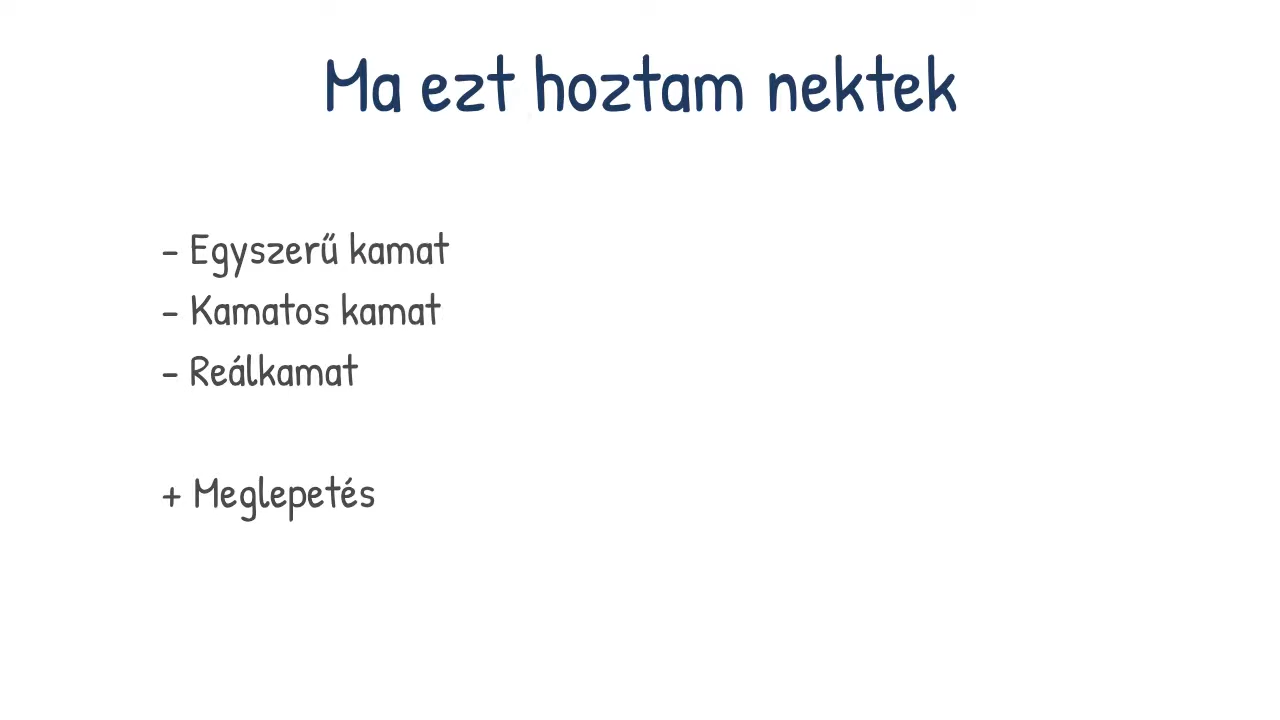 Ma ezt hoztam nektek
- Egyszerű kamat
- Kamatos kamat
- Reálkamat
+ Meglepetés